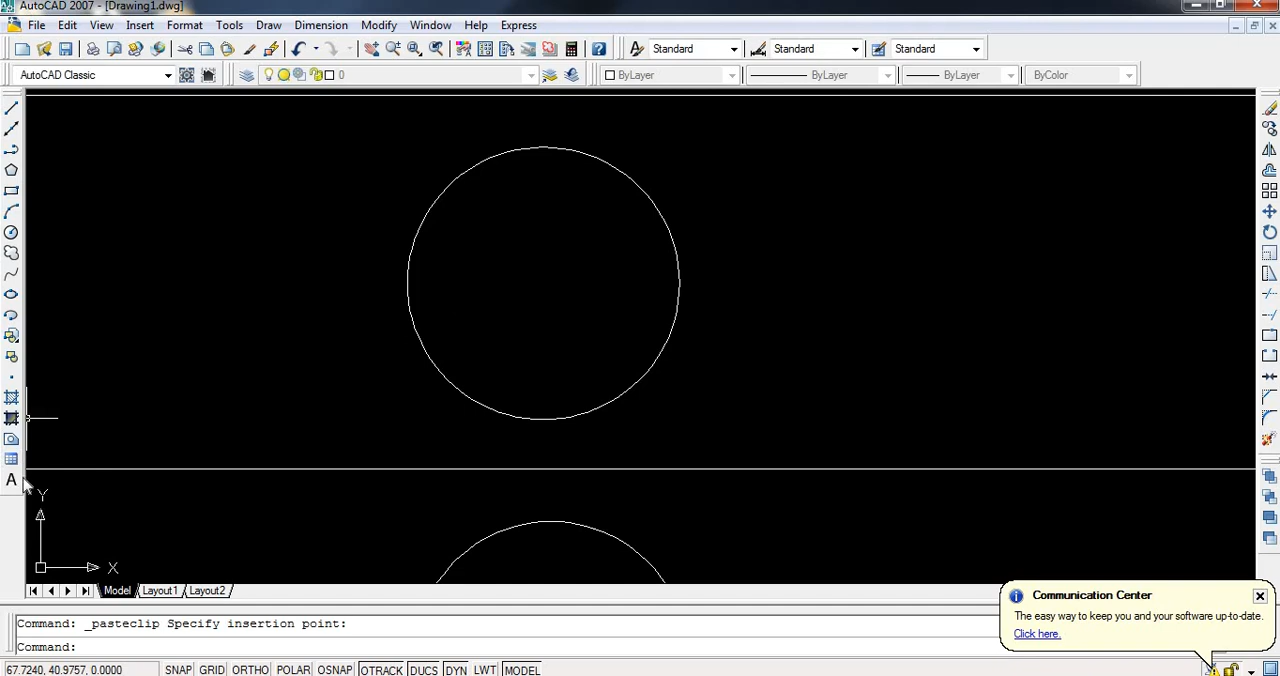 AutoCAD 2007 - [Drawing1.dwg]
File Edit View Insert Format Tools Draw Dimension Modify Window Help Express
Standard Standard Standard
AutoCAD Classic 0 ByLayer ByLayer ByLayer ByColor
A
Y
X
Model Layout1 Layout2
Communication Center
The easy way to keep you and your software up-to-date.
Click here.
Command: _pasteclip Specify insertion point:
Command:
67.7240, 40.9757, 0.0000 SNAP GRID ORTHO POLAR OSNAP OTRACK DUCS DYN LWT MODEL